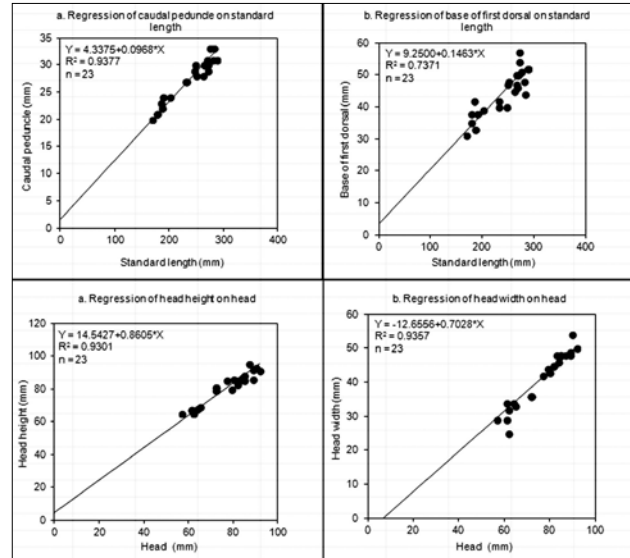 a. Regression of caudal peduncle on standard
length
Y = 4.3375+0.0968*X
R² = 0.9377
n = 23
35
30
25
20
15
10
5
0
Caudal peduncle (mm)
0 100 200 300 400
Standard length (mm)
b. Regression of base of first dorsal on standard
length
Y = 9.2500+0.1463*X
R² = 0.7371
n = 23
60
50
40
30
20
10
0
Base of first dorsal (mm)
0 100 200 300 400
Standard length (mm)
a. Regression of head height on head
Y = 14.5427+0.8605*X
R² = 0.9301
n = 23
120
100
80
60
40
20
0
Head height (mm)
0 20 40 60 80 100
Head (mm)
b. Regression of head width on head
Y = -12.6556+0.7028*X
R² = 0.9357
n = 23
60
50
40
30
20
10
0
Head width (mm)
0 20 40 60 80 100
Head (mm)